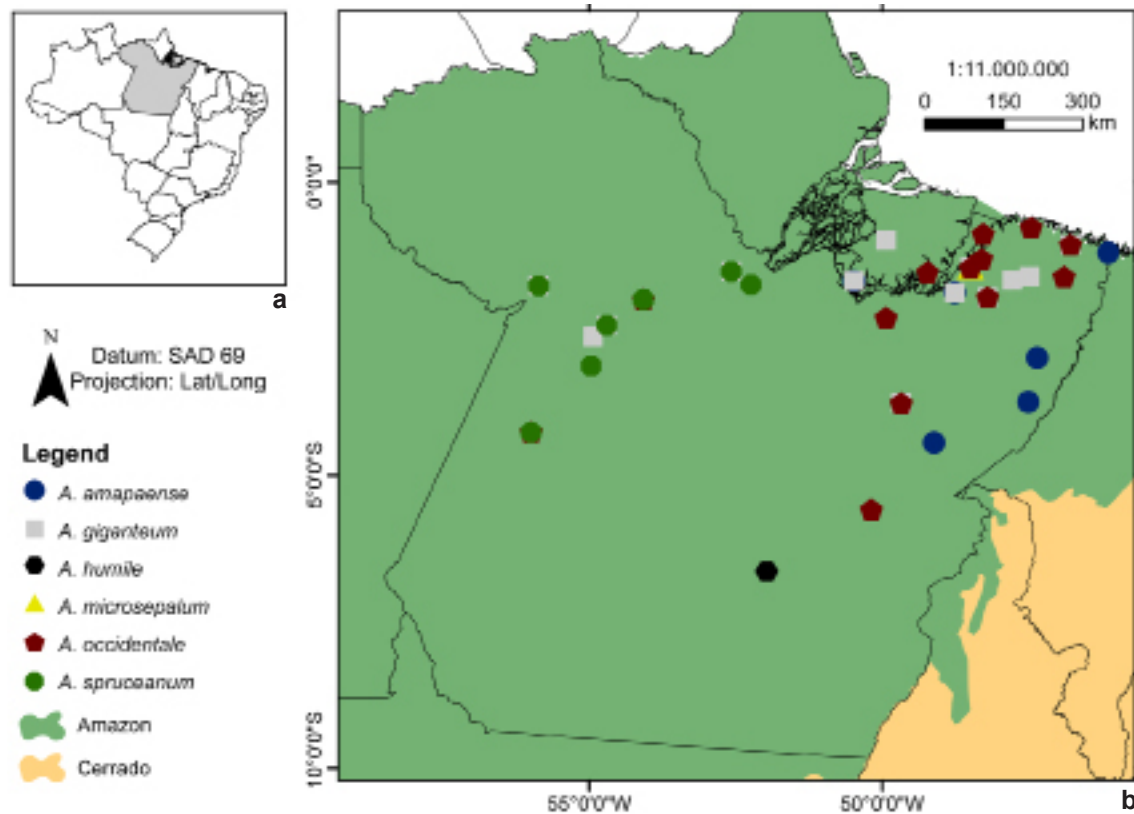 a
N
Datum: SAD 69
Projection: Lat/Long
Legend
A. amapaense
A. giganteum
A. humile
A. microsepalum
A. occidentale
A. spruceanum
Amazon
Cerrado
1:11.000.000
0 150 300
km
0°0'0"
5°0'0"S
10°0'0"S
55°0'0"W 50°0'0"W
b